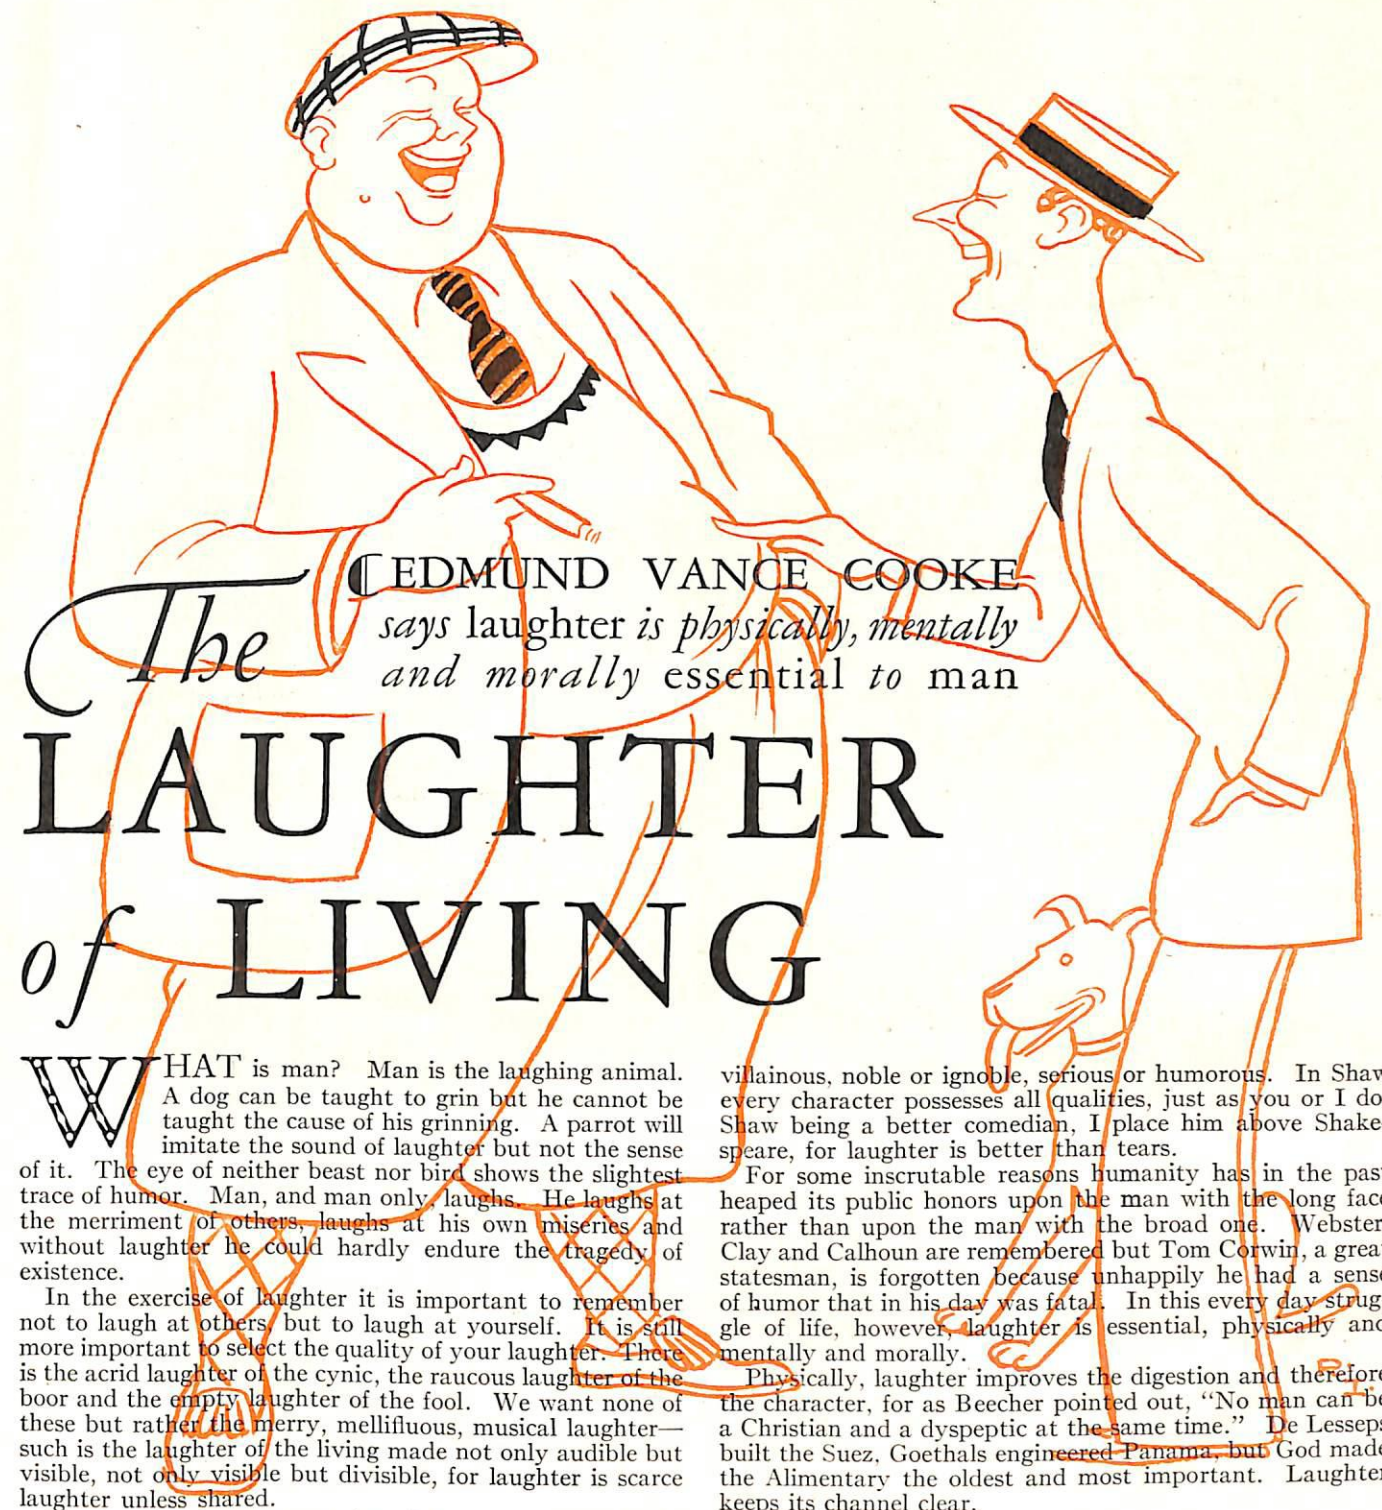 The
EDMUND VANCE COOKE
says laughter is physically, mentally
and morally essential to man
LAUGHTER
of LIVING
WHAT is man? Man is the laughing animal.
A dog can be taught to grin but he cannot be
taught the cause of his grinning. A parrot will
imitate the sound of laughter but not the sense
of it. The eye of neither beast nor bird shows the slightest
trace of humor. Man, and man only, laughs. He laughs at
the merriment of others, laughs at his own miseries and
without laughter he could hardly endure the tragedy of
existence.
In the exercise of laughter it is important to remember
not to laugh at others, but to laugh at yourself. It is still
more important to select the quality of your laughter. There
is the acrid laughter of the cynic, the raucous laughter of the
boor and the empty laughter of the fool. We want none of
these but rather the merry, mellifluous, musical laughter—
such is the laughter of the living made not only audible but
visible, not only visible but divisible, for laughter is scarce
laughter unless shared.
villainous, noble or ignoble, serious or humorous. In Shaw
every character possesses all qualities, just as you or I do
Shaw being a better comedian, I place him above Shake
speare, for laughter is better than tears.
For some inscrutable reasons humanity has in the pas
heaped its public honors upon the man with the long face
rather than upon the man with the broad one. Webster
Clay and Calhoun are remembered but Tom Corwin, a grea
statesman, is forgotten because unhappily he had a sense
of humor that in his day was fatal. In this every day strug
gle of life, however, laughter is essential, physically and
mentally and morally.
Physically, laughter improves the digestion and therefore
the character, for as Beecher pointed out, “No man can be
a Christian and a dyspeptic at the same time.” De Lesseps
built the Suez, Goethals engineered Panama, but God made
the Alimentary the oldest and most important. Laughter
keeps its channel clear.